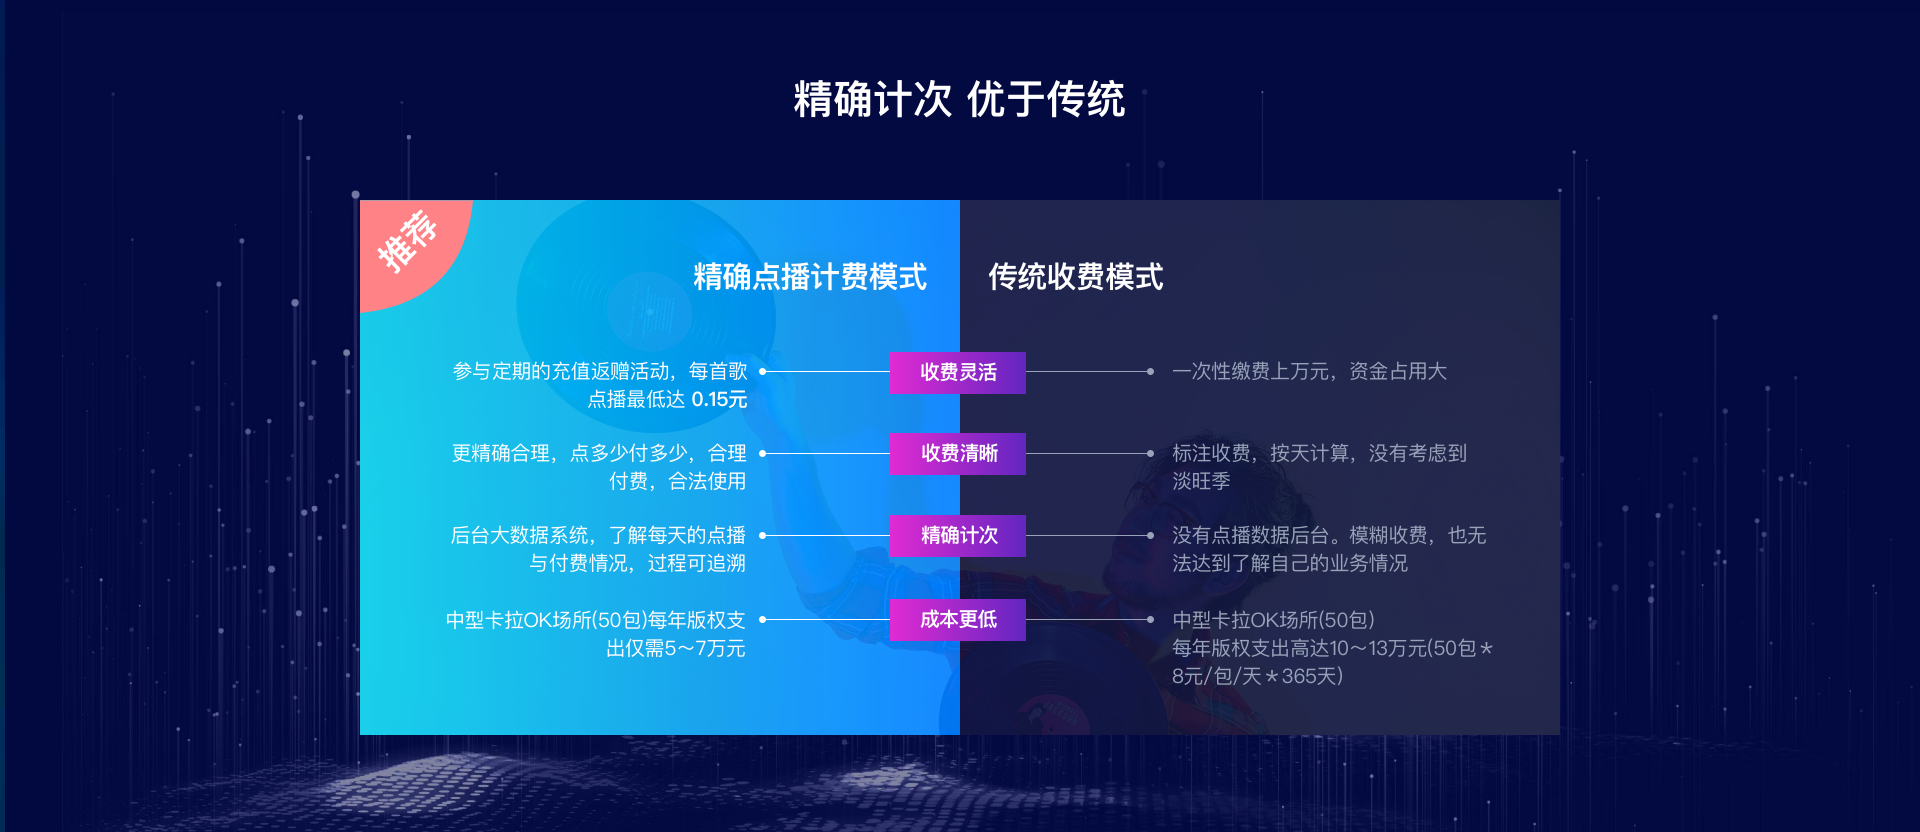 精确计次 优于传统
推荐
精确点播计费模式
传统收费模式
参与定期的充值返赠活动，每首歌
点播最低达 0.15元
收费灵活
一次性缴费上万元，资金占用大
更精确合理，点多少付多少，合理
付费，合法使用
收费清晰
标注收费，按天计算，没有考虑到
淡旺季
后台大数据系统，了解每天的点播
与付费情况，过程可追溯
精确计次
没有点播数据后台。模糊收费，也无
法达到了解自己的业务情况
中型卡拉OK场所(50包)每年版权支
出仅需5～7万元
成本更低
中型卡拉OK场所(50包)
每年版权支出高达10～13万元(50包*
8元/包/天*365天)